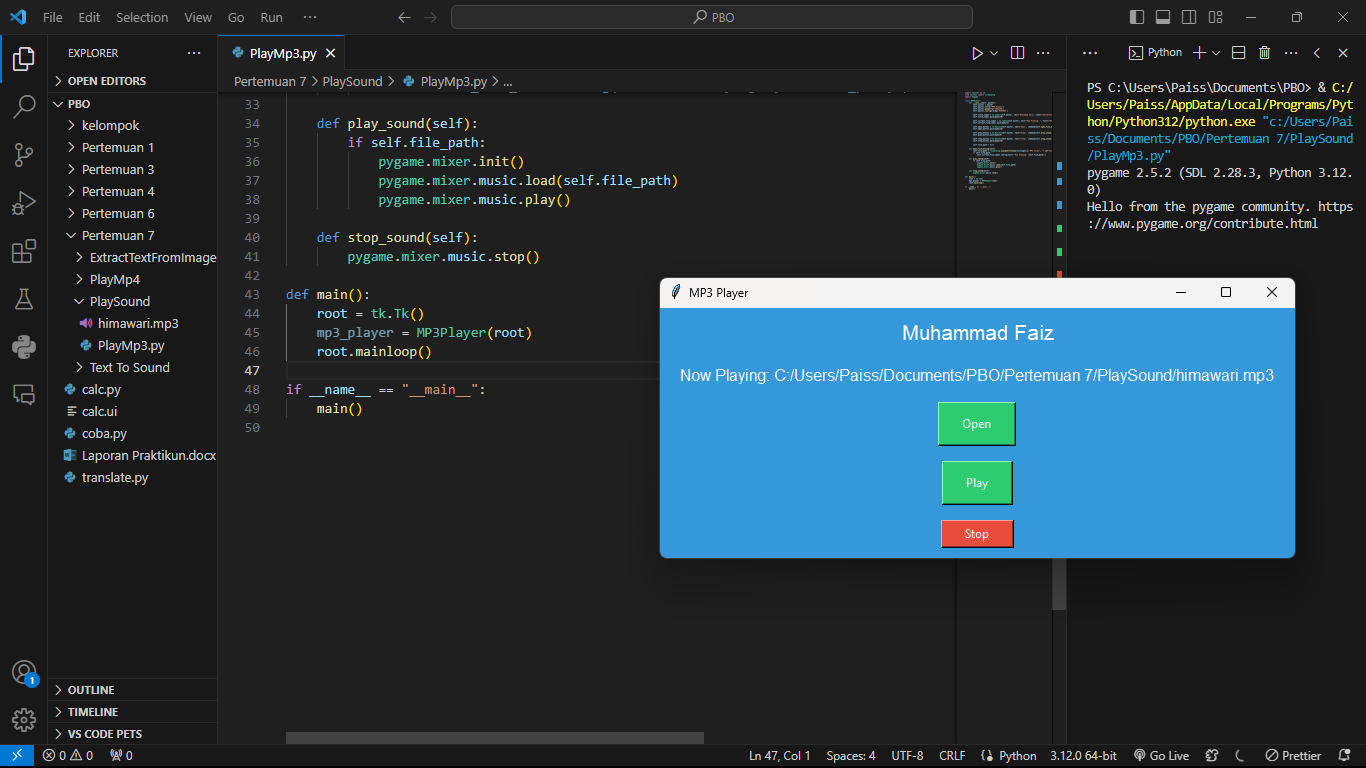 File Edit Selection View Go Run ··· PBO
EXPLORER ···
OPEN EDITORS
PBO
kelompok
Pertemuan 1
Pertemuan 3
Pertemuan 4
Pertemuan 6
Pertemuan 7
ExtractTextFromImage
PlayMp4
PlaySound
himawari.mp3
PlayMp3.py
Text To Sound
calc.py
calc.ui
coba.py
Laporan Praktikun.docx
translate.py
OUTLINE
TIMELINE
VS CODE PETS
1
PlayMp3.py
Pertemuan 7 > PlaySound > PlayMp3.py > ...
33
34 def play_sound(self):
35 if self.file_path:
36 pygame.mixer.init()
37 pygame.mixer.music.load(self.file_path)
38 pygame.mixer.music.play()
39
40 def stop_sound(self):
41 pygame.mixer.music.stop()
42
43 def main():
44 root = tk.Tk()
45 mp3_player = MP3Player(root)
46 root.mainloop()
47
48 if __name__ == "__main__":
49 main()
50
Python
PS C:\Users\Paiss\Documents\PBO> & C:/
Users/Paiss/AppData/Local/Programs/Pyt
hon/Python312/python.exe "c:/Users/Pai
ss/Documents/PBO/Pertemuan 7/PlaySound
/PlayMp3.py"
pygame 2.5.2 (SDL 2.28.3, Python 3.12.
0)
Hello from the pygame community. https
://www.pygame.org/contribute.html
MP3 Player
Muhammad Faiz
Now Playing: C:/Users/Paiss/Documents/PBO/Pertemuan 7/PlaySound/himawari.mp3
Open
Play
Stop
0 0 0 Ln 47, Col 1 Spaces: 4 UTF-8 CRLF Python 3.12.0 64-bit Go Live Prettier